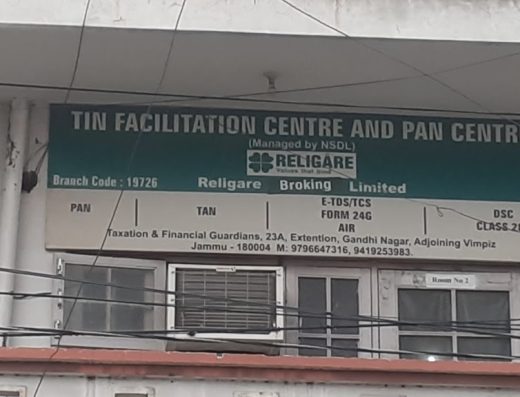 TIN FACILITATION CENTRE AND PAN CENTR
(Managed by NSDL)
RELIGARE
Values that bind
Branch Code : 19726
Religare Broking Limited
PAN
TAN
E-TDS/TCS
FORM 24G
AIR
DSC
CLASS 2
Taxation & Financial Guardians, 23A, Extention, Gandhi Nagar, Adjoining Vimpiz
Jammu - 180004 M: 9796647316, 9419253983.
Room No. 2